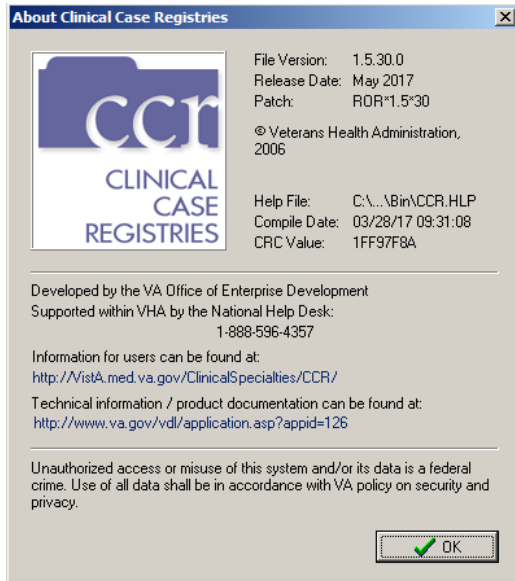 About Clinical Case Registries
ccr
CLINICAL
CASE
REGISTRIES
File Version: 1.5.30.0
Release Date: May 2017
Patch: ROR*1.5*30
© Veterans Health Administration,
2006
Help File: C:\...\Bin\CCR.HLP
Compile Date: 03/28/17 09:31:08
CRC Value: 1FF97F8A
Developed by the VA Office of Enterprise Development
Supported within VHA by the National Help Desk:
1-888-596-4357
Information for users can be found at:
http://VistA.med.va.gov/ClinicalSpecialties/CCR/
Technical information / product documentation can be found at:
http://www.va.gov/vdl/application.asp?appid=126
Unauthorized access or misuse of this system and/or its data is a federal
crime. Use of all data shall be in accordance with VA policy on security and
privacy.
OK